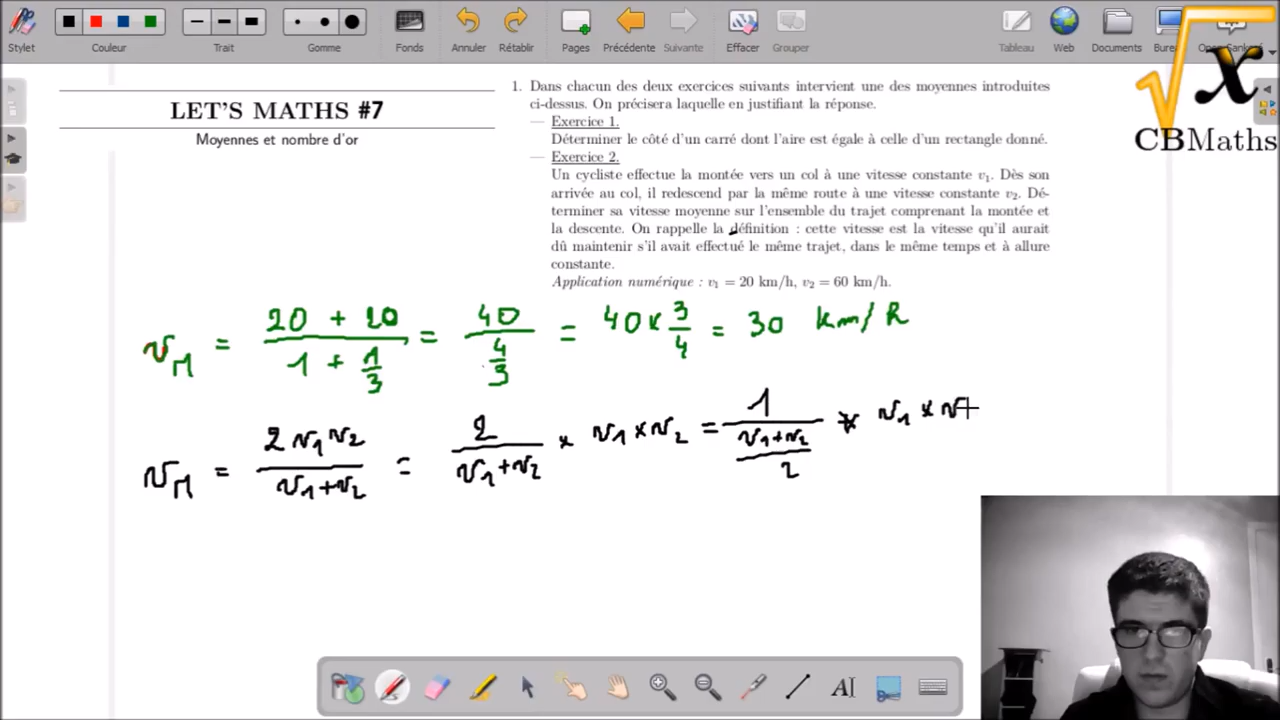 Stylet Couleur Trait Gomme Fonds Annuler Rétablir Pages Précédente Suivante Effacer Grouper Tableau Web Documents
LET'S MATHS #7
Moyennes et nombre d'or
1. Dans chacun des deux exercices suivants intervient une des moyennes introduites
ci-dessus. On précisera laquelle en justifiant la réponse.
— Exercice 1.
Déterminer le côté d'un carré dont l'aire est égale à celle d'un rectangle donné.
— Exercice 2.
Un cycliste effectue la montée vers un col à une vitesse constante v₁. Dès son
arrivée au col, il redescend par la même route à une vitesse constante v₂. Dé-
terminer sa vitesse moyenne sur l'ensemble du trajet comprenant la montée et
la descente. On rappelle la définition : cette vitesse est la vitesse qu'il aurait
dû maintenir s'il avait effectué le même trajet, dans le même temps et à allure
constante.
Application numérique : v₁ = 20 km/h, v₂ = 60 km/h.
√x
CBMaths
v_M = (20 + 20)/(1 + 1/3) = 40/(4/3) = 40 × 3/4 = 30 km/h
v_M = 2v₁v₂/(v₁+v₂) = 2/(v₁+v₂) × v₁ × v₂ = 1/((v₁+v₂)/2) × v₁ × v